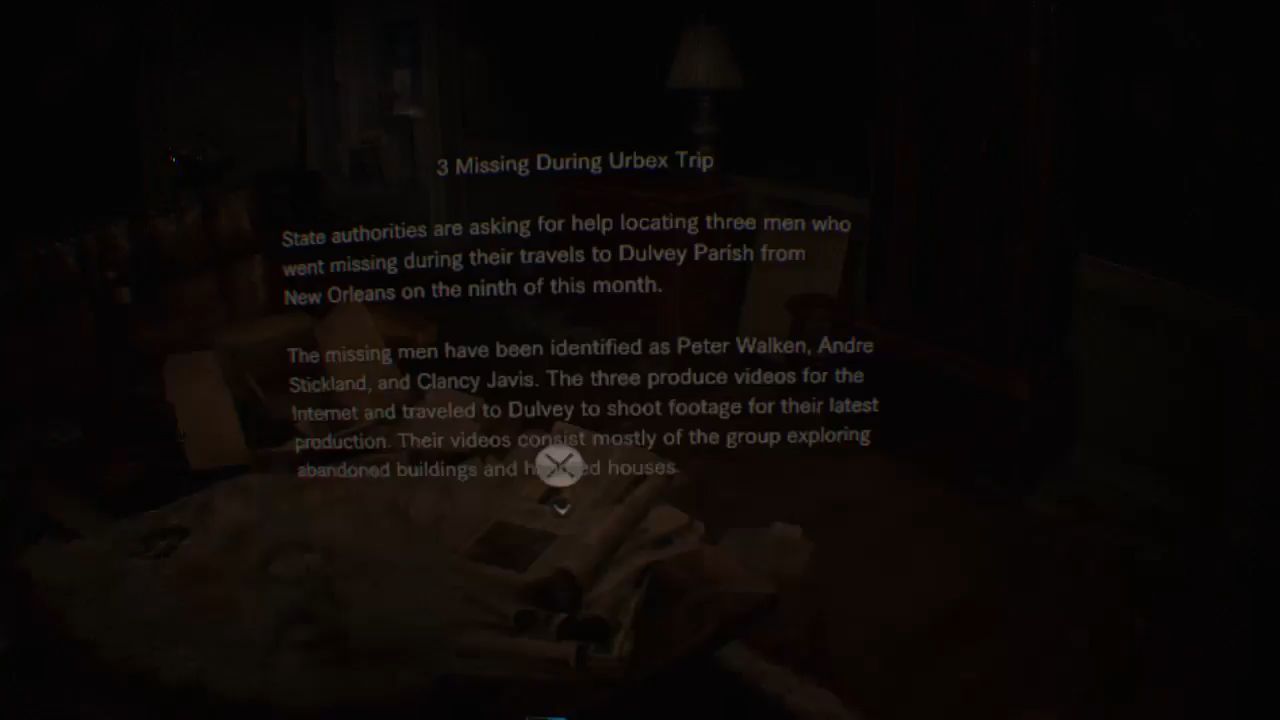 3 Missing During Urbex Trip
State authorities are asking for help locating three men who
went missing during their travels to Dulvey Parish from
New Orleans on the ninth of this month.
The missing men have been identified as Peter Walken, Andre
Stickland, and Clancy Javis. The three produce videos for the
Internet and traveled to Dulvey to shoot footage for their latest
production. Their videos consist mostly of the group exploring
abandoned buildings and houses.